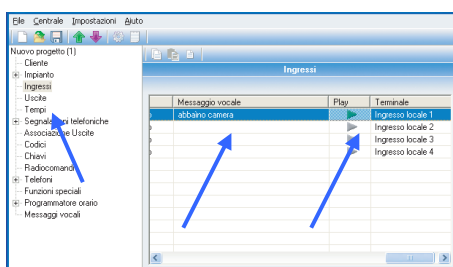 File Centrale Impostazioni Aiuto
Nuovo progetto (1)
Cliente
Impianto
Ingressi
Uscite
Tempi
Segnalazioni telefoniche
Associazione Uscite
Codici
Chiavi
Radiocomandi
Telefoni
Funzioni speciali
Programmatore orario
Messaggi vocali
Ingressi
Messaggio vocale Play Terminale
abbaino camera Ingresso locale 1
Ingresso locale 2
Ingresso locale 3
Ingresso locale 4